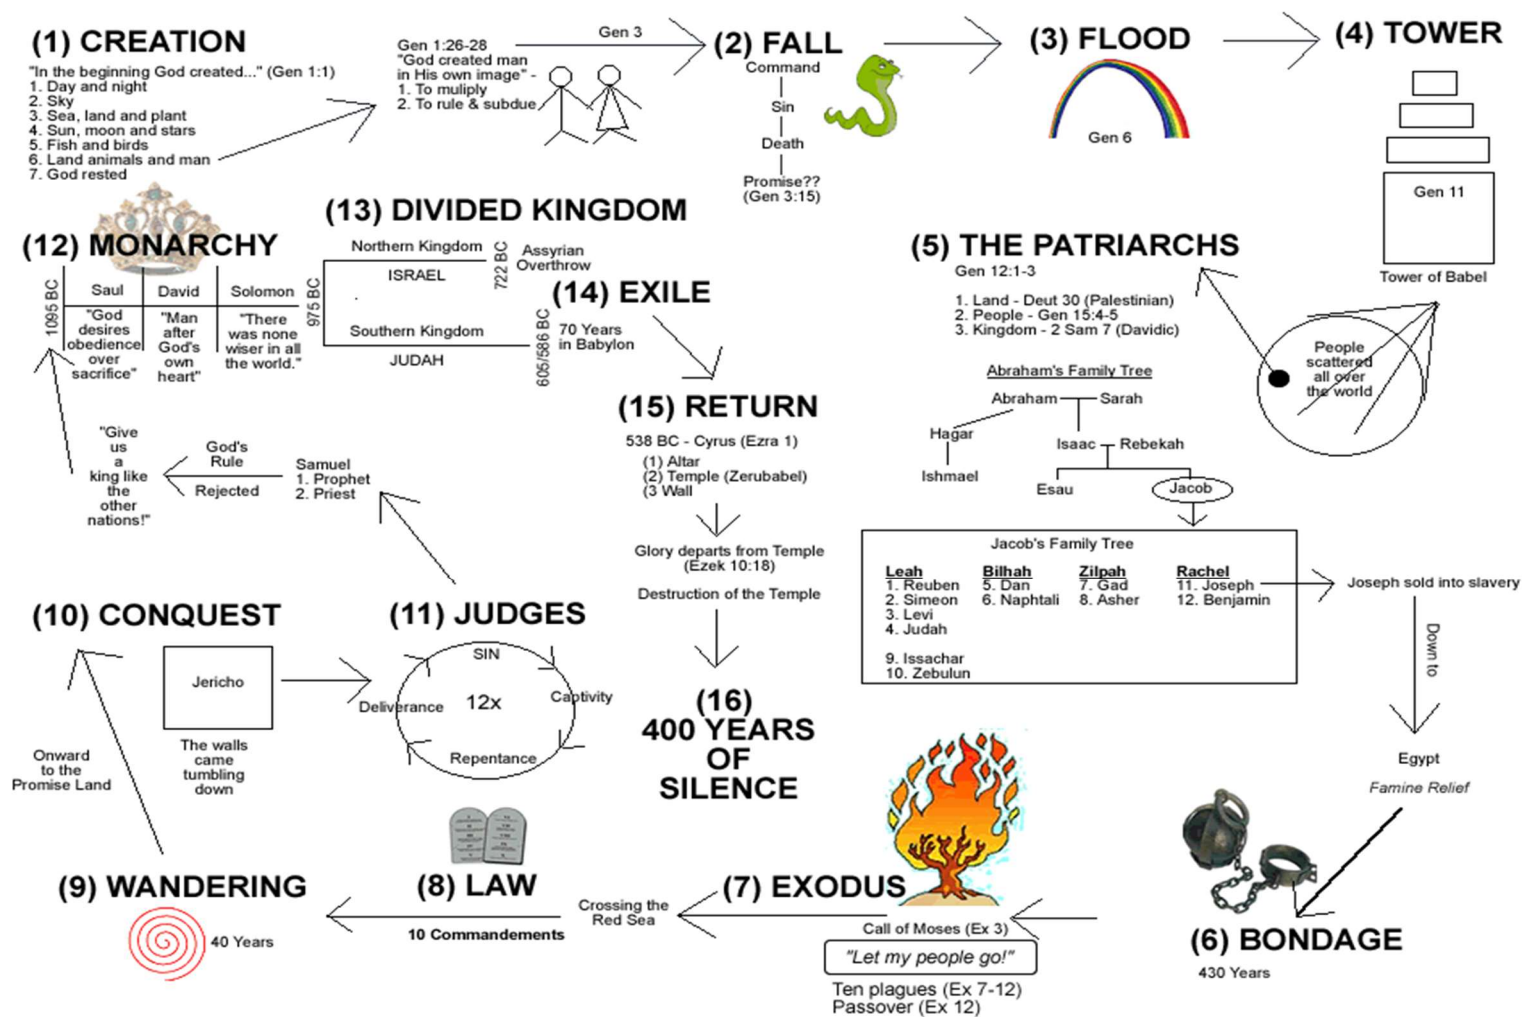 (1) CREATION
"In the beginning God created..." (Gen 1:1)
1. Day and night
2. Sky
3. Sea, land and plant
4. Sun, moon and stars
5. Fish and birds
6. Land animals and man
7. God rested
Gen 1:26-28
"God created man
in His own image" -
1. To muliply
2. To rule & subdue
Gen 3
(2) FALL
Command
Sin
Death
Promise??
(Gen 3:15)
(3) FLOOD
Gen 6
(4) TOWER
Gen 11
Tower of Babel
People
scattered
all over
the world
(5) THE PATRIARCHS
Gen 12:1-3
1. Land - Deut 30 (Palestinian)
2. People - Gen 15:4-5
3. Kingdom - 2 Sam 7 (Davidic)
Abraham's Family Tree
Abraham
Sarah
Hagar
Isaac
Rebekah
Ishmael
Esau
Jacob
Jacob's Family Tree
Leah
1. Reuben
2. Simeon
3. Levi
4. Judah
9. Issachar
10. Zebulun
Bilhah
5. Dan
6. Naphtali
Zilpah
7. Gad
8. Asher
Rachel
11. Joseph
12. Benjamin
Joseph sold into slavery
Down to
Egypt
Famine Relief
(6) BONDAGE
430 Years
(7) EXODUS
Call of Moses (Ex 3)
"Let my people go!"
Ten plagues (Ex 7-12)
Passover (Ex 12)
Crossing the
Red Sea
(8) LAW
10 Commandements
(9) WANDERING
40 Years
Onward
to the
Promise Land
(10) CONQUEST
Jericho
The walls
came
tumbling
down
(11) JUDGES
SIN
Captivity
Repentance
Deliverance
12x
Samuel
1. Prophet
2. Priest
God's
Rule
Rejected
"Give
us
a
king like
the
other
nations!"
(12) MONARCHY
1095 BC
Saul
"God
desires
obedience
over
sacrifice"
David
"Man
after
God's
own
heart"
Solomon
"There
was none
wiser in all
the world."
975 BC
(13) DIVIDED KINGDOM
Northern Kingdom
ISRAEL
722 BC
Assyrian
Overthrow
Southern Kingdom
JUDAH
605/586 BC
(14) EXILE
70 Years
in Babylon
(15) RETURN
538 BC - Cyrus (Ezra 1)
(1) Altar
(2) Temple (Zerubabel)
(3 Wall
Glory departs from Temple
(Ezek 10:18)
Destruction of the Temple
(16)
400 YEARS
OF
SILENCE